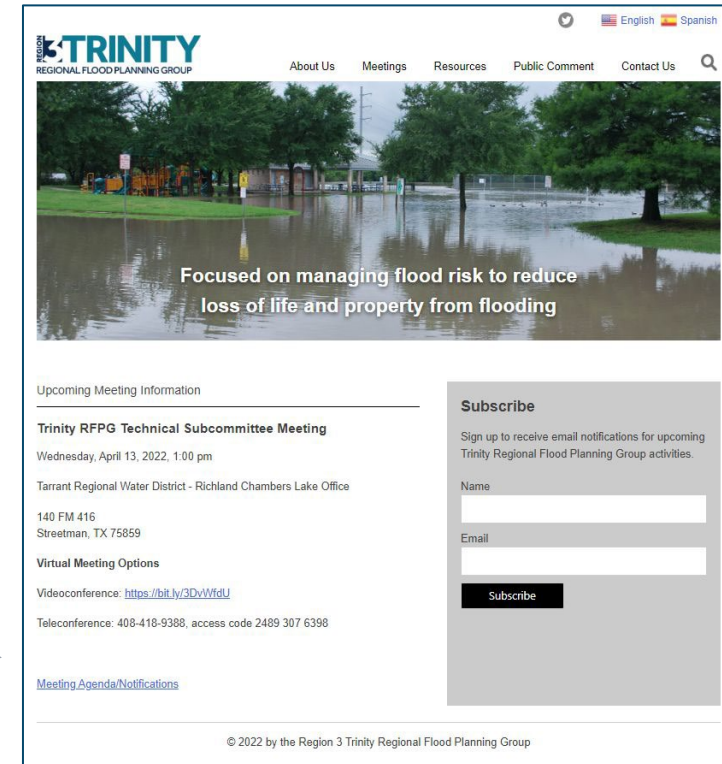 English Spanish
REGION 3 TRINITY
REGIONAL FLOOD PLANNING GROUP
About Us Meetings Resources Public Comment Contact Us
Focused on managing flood risk to reduce
loss of life and property from flooding
Upcoming Meeting Information
Trinity RFPG Technical Subcommittee Meeting
Wednesday, April 13, 2022, 1:00 pm
Tarrant Regional Water District - Richland Chambers Lake Office
140 FM 416
Streetman, TX 75859
Virtual Meeting Options
Videoconference: https://bit.ly/3DvWfdU
Teleconference: 408-418-9388, access code 2489 307 6398
Meeting Agenda/Notifications
Subscribe
Sign up to receive email notifications for upcoming
Trinity Regional Flood Planning Group activities.
Name
Email
Subscribe
© 2022 by the Region 3 Trinity Regional Flood Planning Group